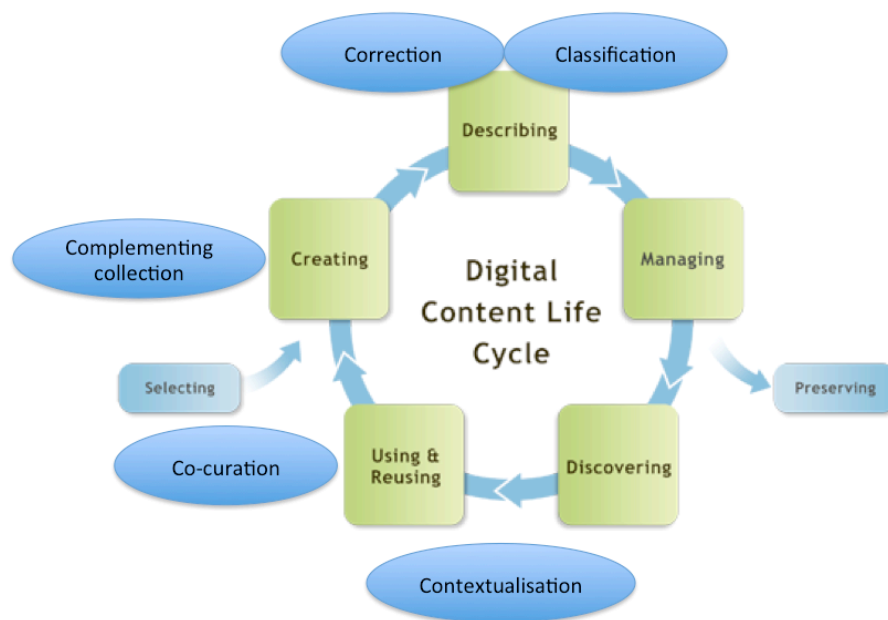 Correction
Classification
Describing
Complementing
collection
Creating
Managing
Digital
Content Life
Cycle
Selecting
Preserving
Co-curation
Using &
Reusing
Discovering
Contextualisation